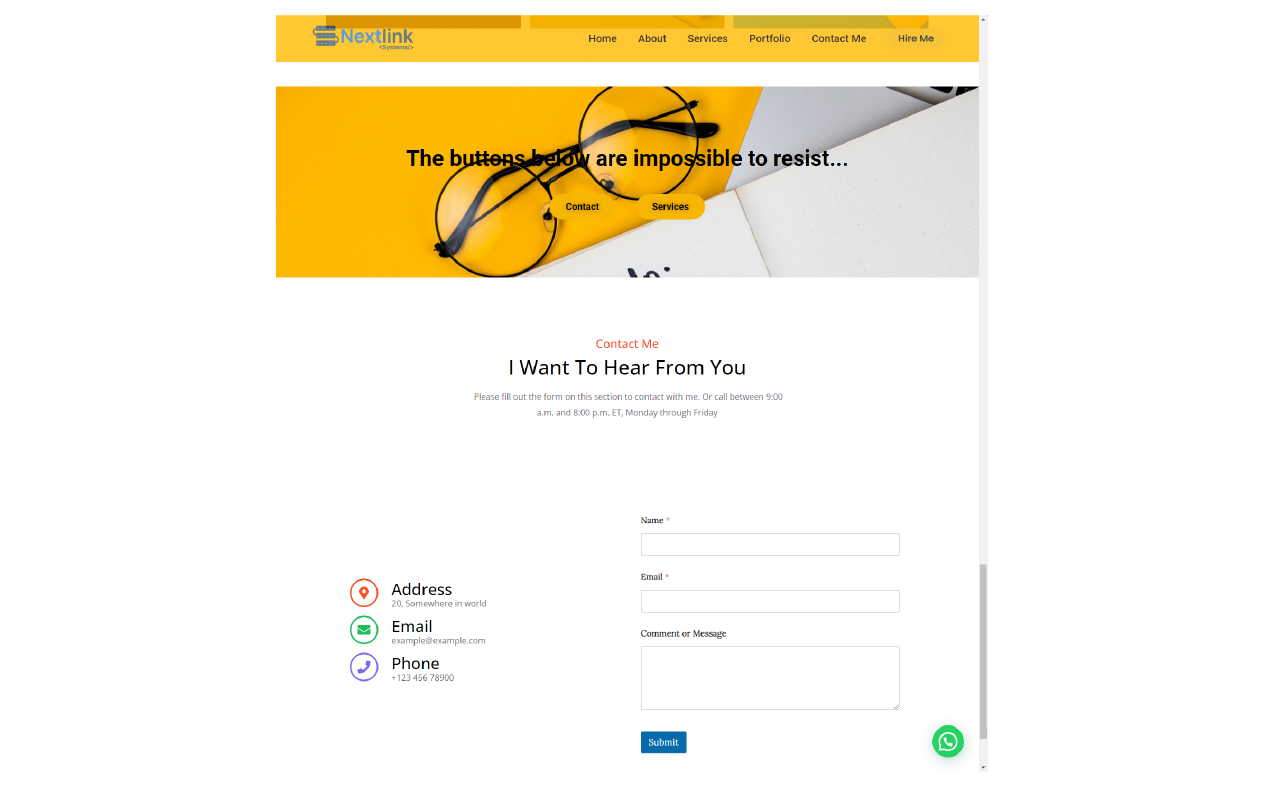 Nextlink
<Systems/>
Home About Services Portfolio Contact Me Hire Me
The buttons below are impossible to resist...
Contact Services
Contact Me
I Want To Hear From You
Please fill out the form on this section to contact with me. Or call between 9:00
a.m. and 8:00 p.m. ET, Monday through Friday
Name *
Email *
Comment or Message
Address
20, Somewhere in world
Email
example@example.com
Phone
+123 456 78900
Submit